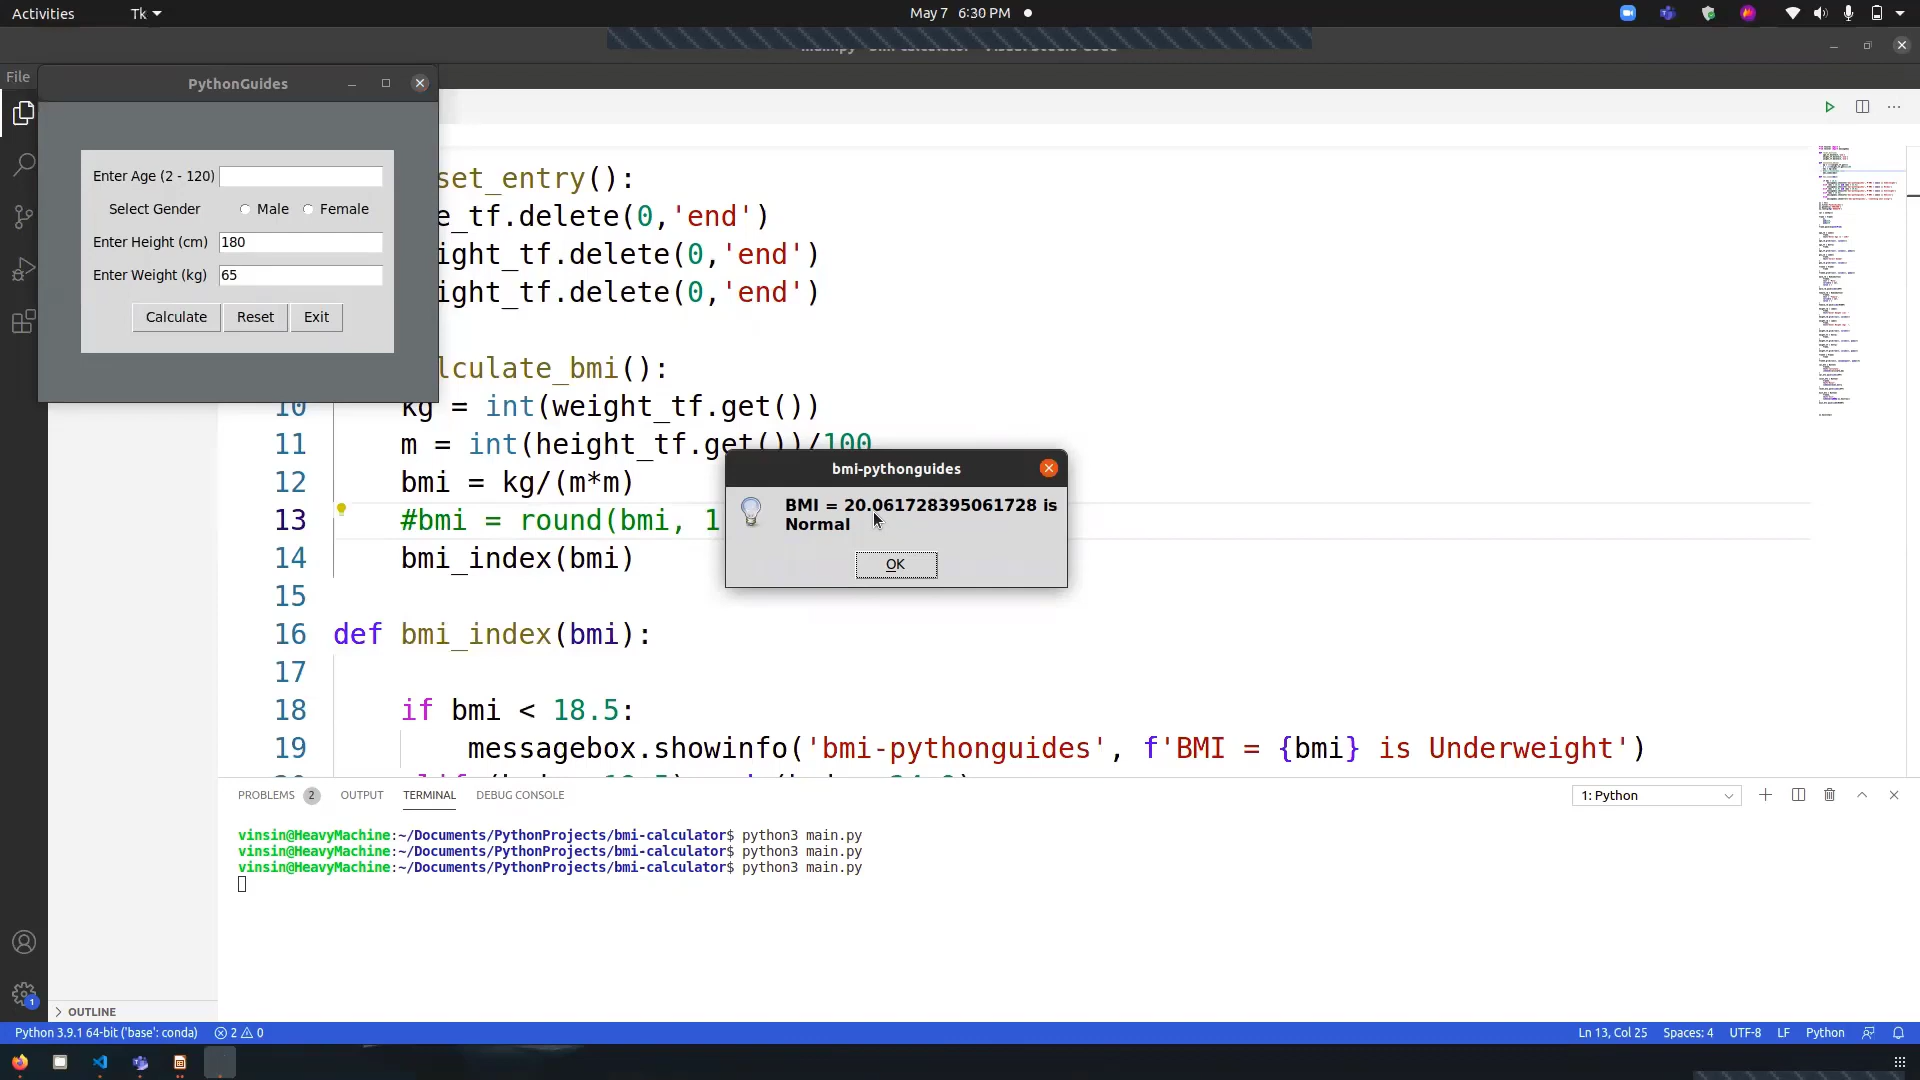 Activities
Tk
May 7 6:30 PM
File
PythonGuides
Enter Age (2 - 120)
Select Gender
Male
Female
Enter Height (cm)
180
Enter Weight (kg)
65
Calculate
Reset
Exit
set_entry():
e_tf.delete(0,'end')
ight_tf.delete(0,'end')
ight_tf.delete(0,'end')
lculate_bmi():
10 kg = int(weight_tf.get())
11 m = int(height_tf.get())/100
12 bmi = kg/(m*m)
13 #bmi = round(bmi, 1
14 bmi_index(bmi)
15
16 def bmi_index(bmi):
17
18 if bmi < 18.5:
19 messagebox.showinfo('bmi-pythonguides', f'BMI = {bmi} is Underweight')
bmi-pythonguides
BMI = 20.061728395061728 is
Normal
OK
PROBLEMS 2 OUTPUT TERMINAL DEBUG CONSOLE
1: Python
vinsin@HeavyMachine:~/Documents/PythonProjects/bmi-calculator$ python3 main.py
vinsin@HeavyMachine:~/Documents/PythonProjects/bmi-calculator$ python3 main.py
vinsin@HeavyMachine:~/Documents/PythonProjects/bmi-calculator$ python3 main.py
1
OUTLINE
Python 3.9.1 64-bit ('base': conda)
2
0
Ln 13, Col 25
Spaces: 4
UTF-8
LF
Python